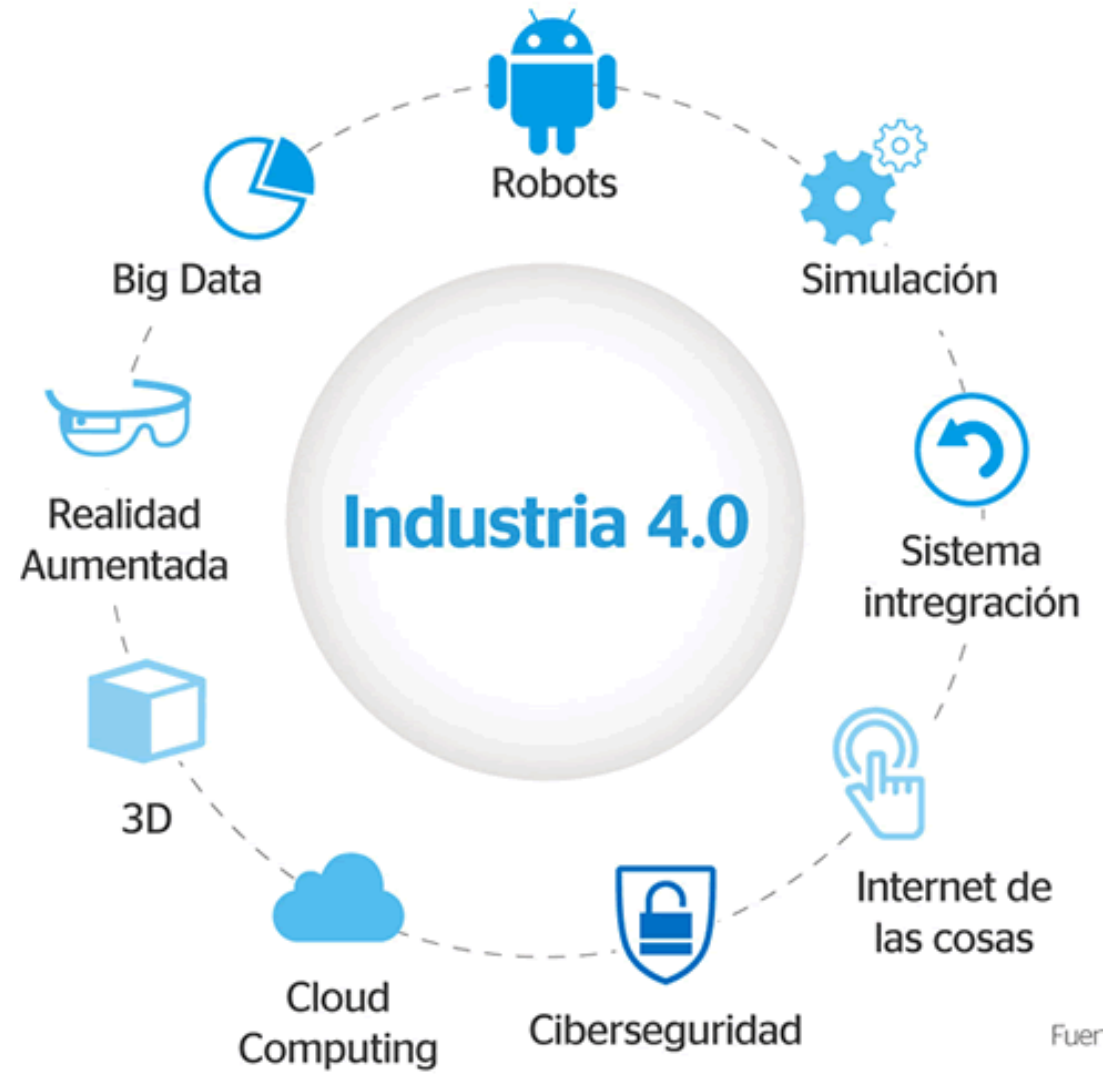 Robots
Simulación
Sistema
intregración
Internet de
las cosas
Ciberseguridad
Cloud
Computing
3D
Realidad
Aumentada
Big Data
Industria 4.0
Fuer